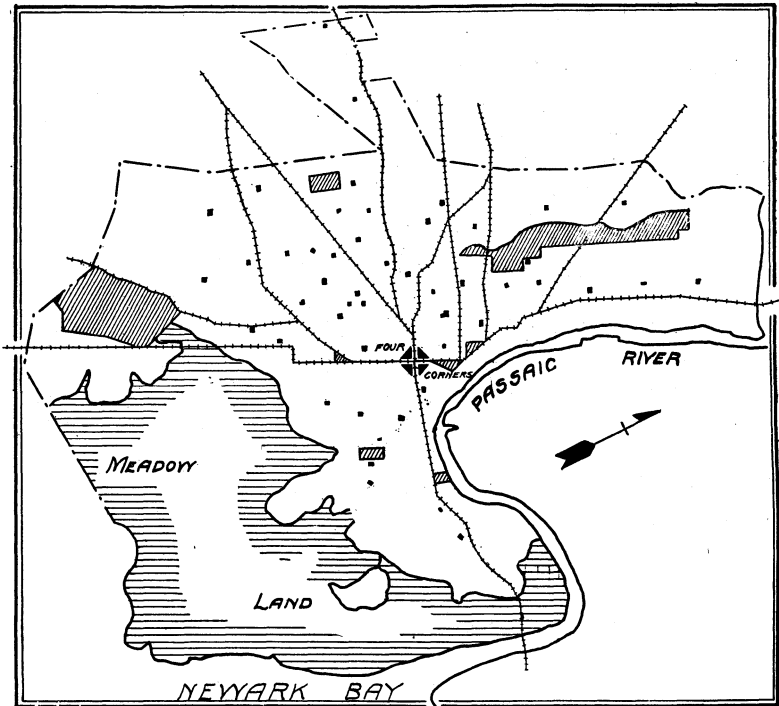 FOUR
CORNERS
PASSAIC
RIVER
MEADOW
LAND
NEWARK BAY